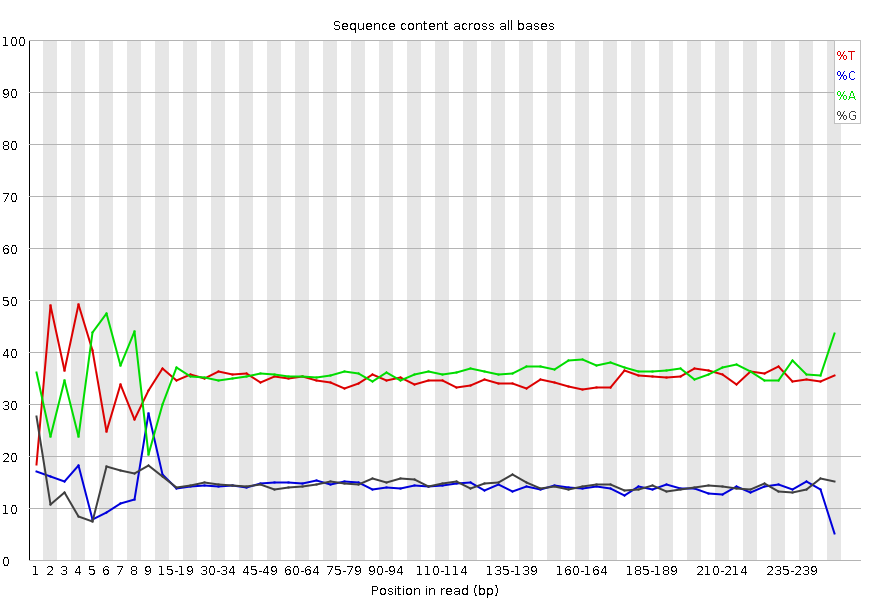 Sequence content across all bases
100
90
80
70
60
50
40
30
20
10
0
%T
%C
%A
%G
1 2 3 4 5 6 7 8 9 15-19 30-34 45-49 60-64 75-79 90-94 110-114 135-139 160-164 185-189 210-214 235-239
Position in read (bp)